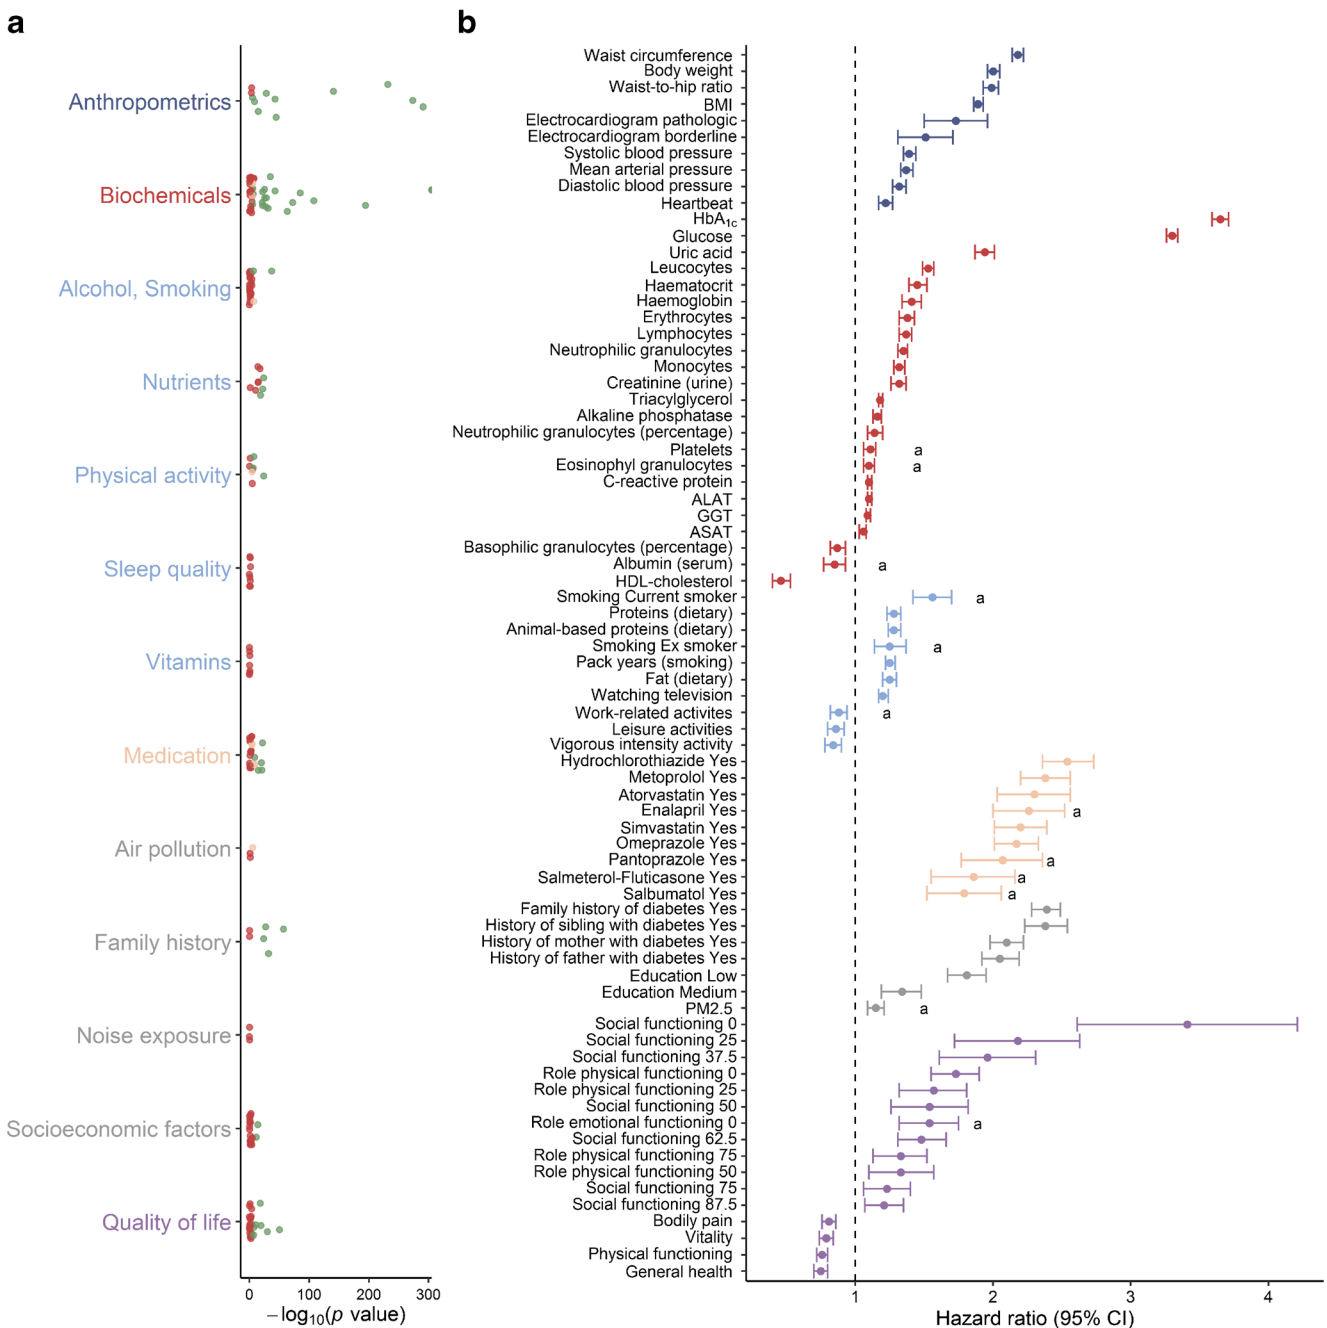 a
Anthropometrics
Biochemicals
Alcohol, Smoking
Nutrients
Physical activity
Sleep quality
Vitamins
Medication
Air pollution
Family history
Noise exposure
Socioeconomic factors
Quality of life
0 100 200 300
−log₁₀(p value)
b
Waist circumference
Body weight
Waist-to-hip ratio
BMI
Electrocardiogram pathologic
Electrocardiogram borderline
Systolic blood pressure
Mean arterial pressure
Diastolic blood pressure
Heartbeat
HbA₁c
Glucose
Uric acid
Leucocytes
Haematocrit
Haemoglobin
Erythrocytes
Lymphocytes
Neutrophilic granulocytes
Monocytes
Creatinine (urine)
Triacylglycerol
Alkaline phosphatase
Neutrophilic granulocytes (percentage)
Platelets a
Eosinophyl granulocytes a
C-reactive protein
ALAT
GGT
ASAT
Basophilic granulocytes (percentage)
Albumin (serum) a
HDL-cholesterol
Smoking Current smoker a
Proteins (dietary)
Animal-based proteins (dietary)
Smoking Ex smoker a
Pack years (smoking)
Fat (dietary)
Watching television
Work-related activites a
Leisure activities
Vigorous intensity activity
Hydrochlorothiazide Yes
Metoprolol Yes
Atorvastatin Yes
Enalapril Yes a
Simvastatin Yes
Omeprazole Yes
Pantoprazole Yes a
Salmeterol-Fluticasone Yes a
Salbumatol Yes a
Family history of diabetes Yes
History of sibling with diabetes Yes
History of mother with diabetes Yes
History of father with diabetes Yes
Education Low
Education Medium
PM2.5 a
Social functioning 0
Social functioning 25
Social functioning 37.5
Role physical functioning 0
Role physical functioning 25
Social functioning 50
Role emotional functioning 0 a
Social functioning 62.5
Role physical functioning 75
Role physical functioning 50
Social functioning 75
Social functioning 87.5
Bodily pain
Vitality
Physical functioning
General health
1 2 3 4
Hazard ratio (95% CI)